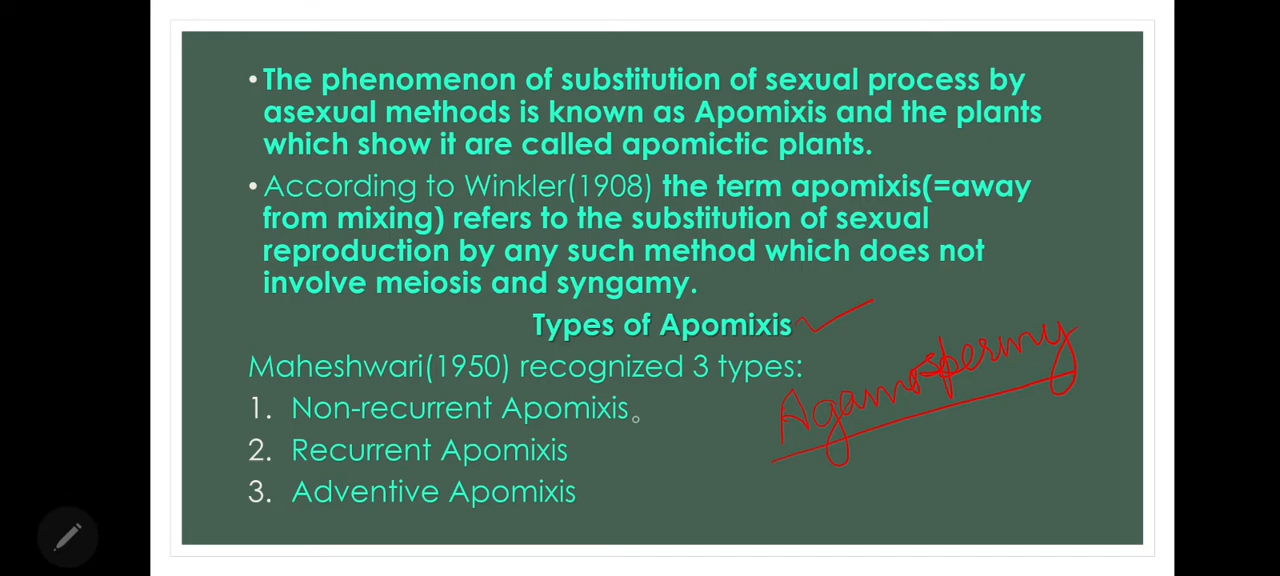 • The phenomenon of substitution of sexual process by
asexual methods is known as Apomixis and the plants
which show it are called apomictic plants.
• According to Winkler(1908) the term apomixis(=away
from mixing) refers to the substitution of sexual
reproduction by any such method which does not
involve meiosis and syngamy.
Types of Apomixis
Maheshwari(1950) recognized 3 types:
1. Non-recurrent Apomixis
2. Recurrent Apomixis
3. Adventive Apomixis
Agamospermy